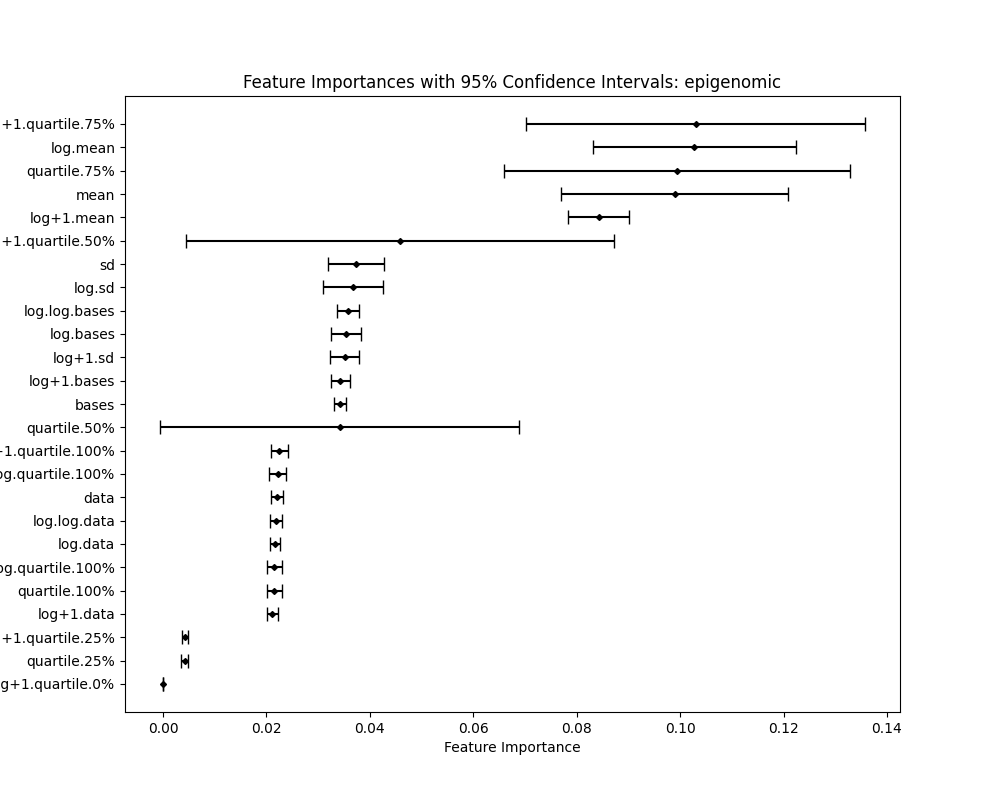 Feature Importances with 95% Confidence Intervals: epigenomic
+1.quartile.75%
log.mean
quartile.75%
mean
log+1.mean
+1.quartile.50%
sd
log.sd
log.log.bases
log.bases
log+1.sd
log+1.bases
bases
quartile.50%
+1.quartile.100%
og.quartile.100%
data
log.log.data
log.data
og.quartile.100%
quartile.100%
log+1.data
+1.quartile.25%
quartile.25%
g+1.quartile.0%
0.00 0.02 0.04 0.06 0.08 0.10 0.12 0.14
Feature Importance